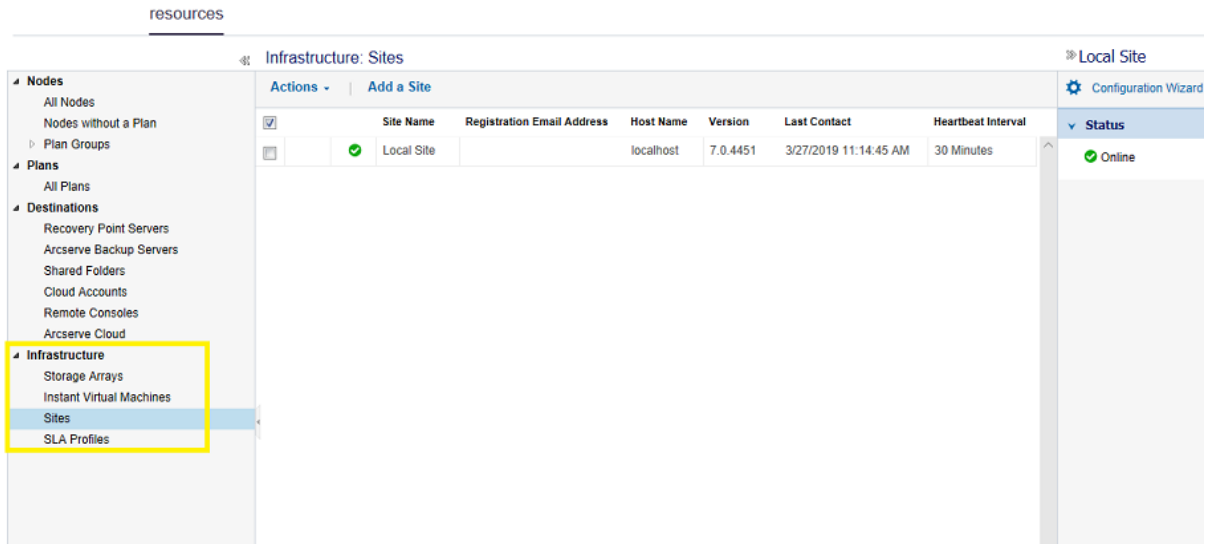 resources
Nodes
All Nodes
Nodes without a Plan
Plan Groups
Plans
All Plans
Destinations
Recovery Point Servers
Arcserve Backup Servers
Shared Folders
Cloud Accounts
Remote Consoles
Arcserve Cloud
Infrastructure
Storage Arrays
Instant Virtual Machines
Sites
SLA Profiles
Infrastructure: Sites
Actions | Add a Site
Site Name Registration Email Address Host Name Version Last Contact Heartbeat Interval
Local Site localhost 7.0.4451 3/27/2019 11:14:45 AM 30 Minutes
Local Site
Configuration Wizard
Status
Online